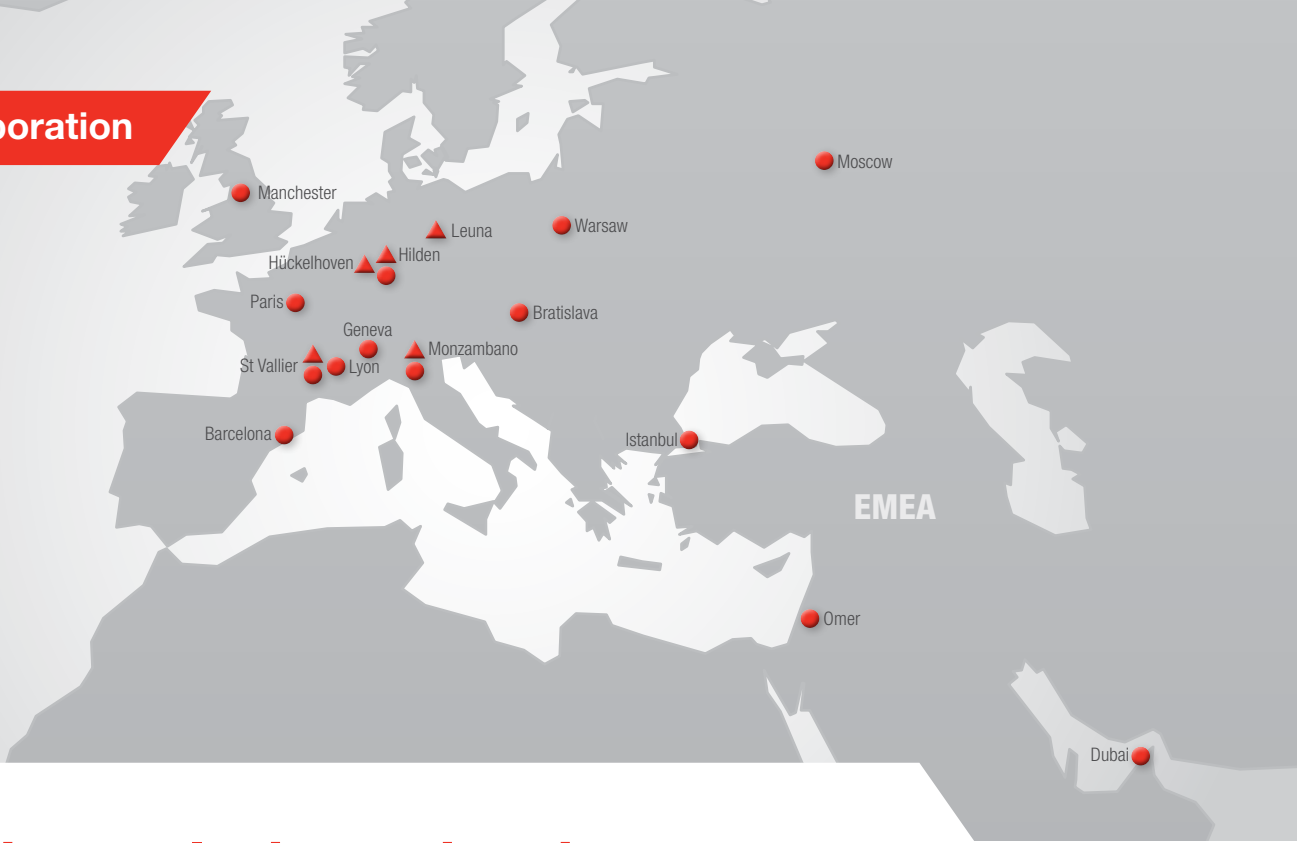 poration
Moscow
Manchester
Warsaw
Leuna
Hilden
Hückelhoven
Paris
Bratislava
Geneva
Monzambano
St Vallier
Lyon
Barcelona
Istanbul
EMEA
Omer
Dubai